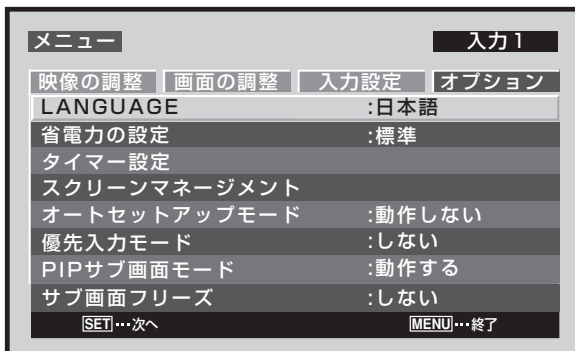 メニュー 入力1
映像の調整 画面の調整 入力設定 オプション
LANGUAGE :日本語
省電力の設定 :標準
タイマー設定
スクリーンマネージメント
オートセットアップモード :動作しない
優先入力モード :しない
PIPサブ画面モード :動作する
サブ画面フリーズ :しない
SET…次へ MENU…終了